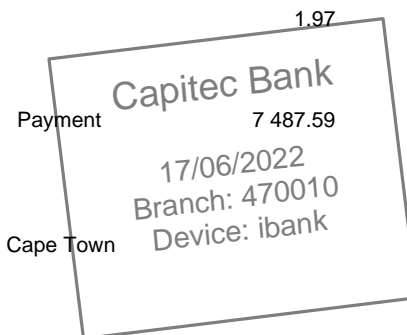 1.97
Capitec Bank
Payment 7 487.59
17/06/2022
Branch: 470010
Device: ibank
Cape Town